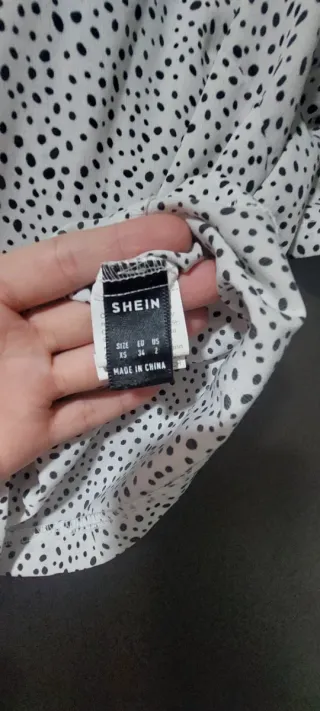 SHEIN
SIZE EU US
XS 34 2
MADE IN CHINA